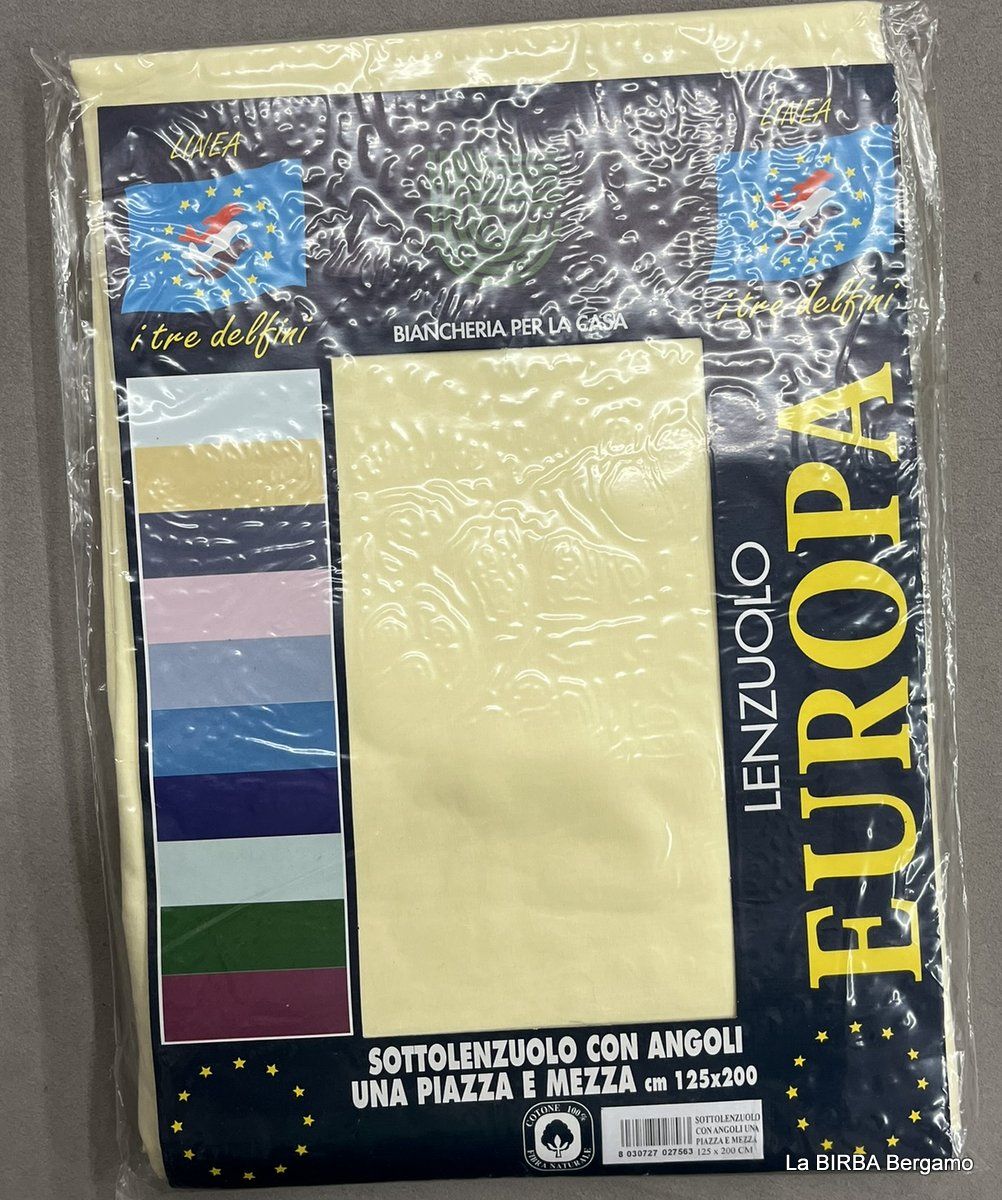 LINEA
i tre delfini
LINEA
i tre delfini
BIANCHERIA PER LA CASA
LENZUOLO
EUROPA
SOTTOLENZUOLO CON ANGOLI
UNA PIAZZA E MEZZA cm 125x200
COTONE 100%
FIBRA NATURALE
SOTTOLENZUOLO
CON ANGOLI UNA
PIAZZA E MEZZA
125 x 200 CM
8 030727 027563
La BIRBA Bergamo